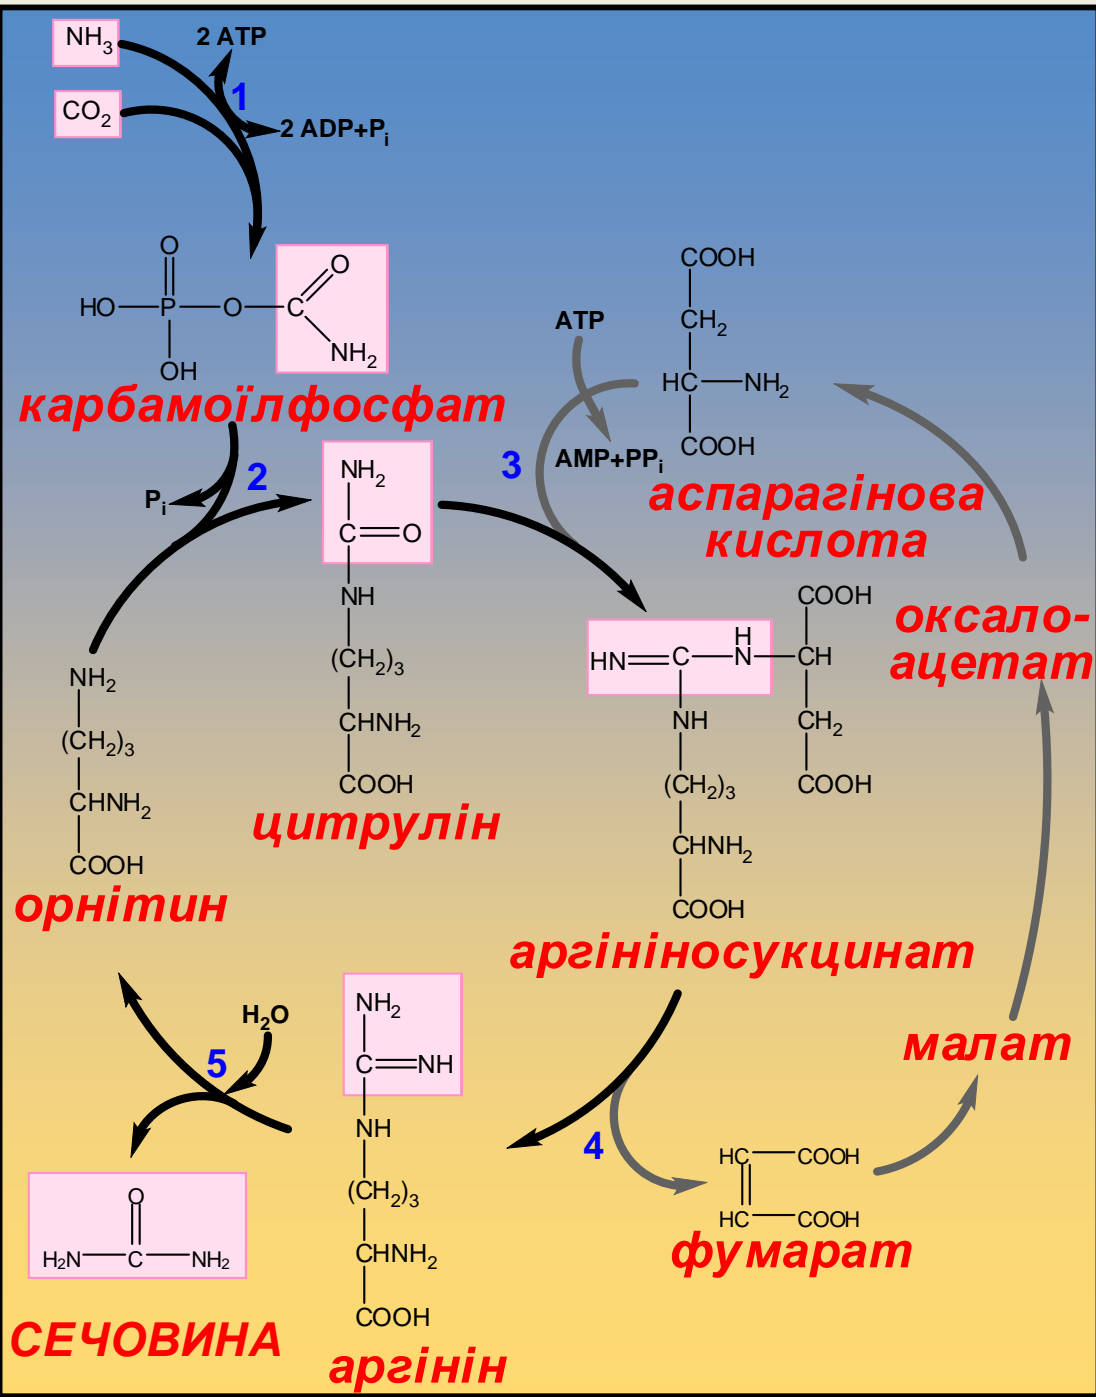 NH₃
2 ATP
1
CO₂
2 ADP+Pᵢ
O
HO P O C O
OH NH₂
карбамоїлфосфат
ATP
COOH
CH₂
HC NH₂
COOH
3
AMP+PPᵢ
аспарагінова
кислота
Pᵢ
2
NH₂
C O
NH
(CH₂)₃
CHNH₂
COOH
цитрулін
оксало-
ацетат
NH₂
(CH₂)₃
CHNH₂
COOH
орнітин
COOH
HN C H N CH
NH CH₂
(CH₂)₃ COOH
CHNH₂
COOH
аргініносукцинат
малат
H₂O
5
NH₂
C NH
NH
(CH₂)₃
CHNH₂
COOH
аргінін
4
HC COOH
HC COOH
фумарат
O
H₂N C NH₂
СЕЧОВИНА